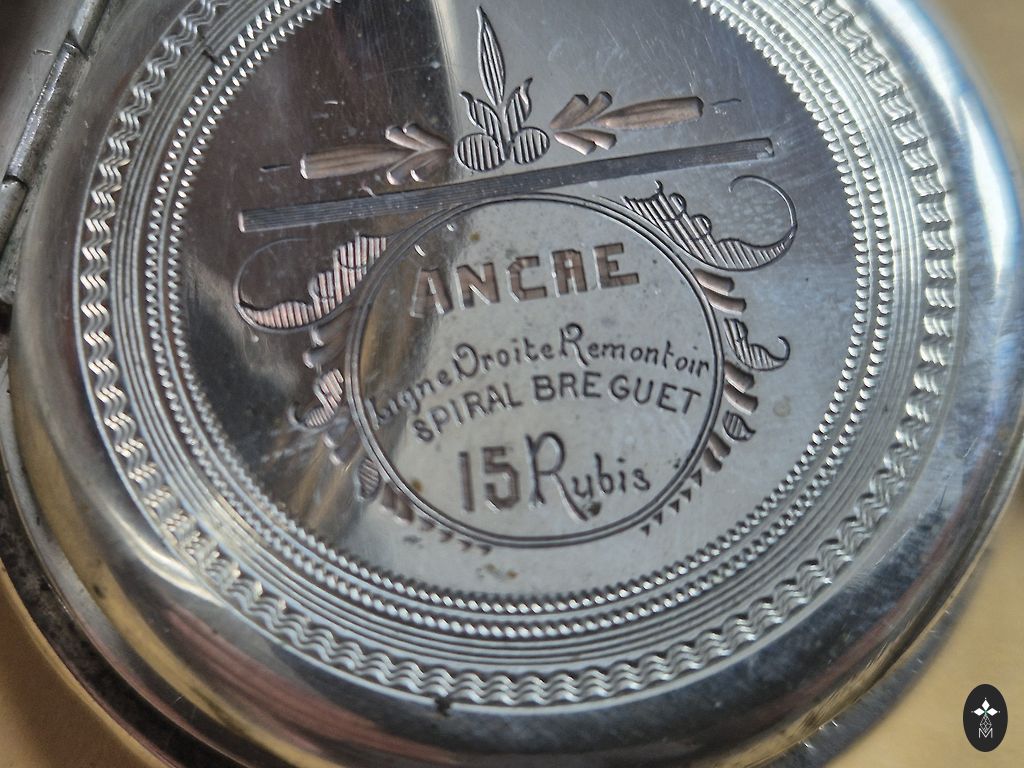 ANCRE
Ligne Droite Remontoir
SPIRAL BREGUET
15 Rubis
M